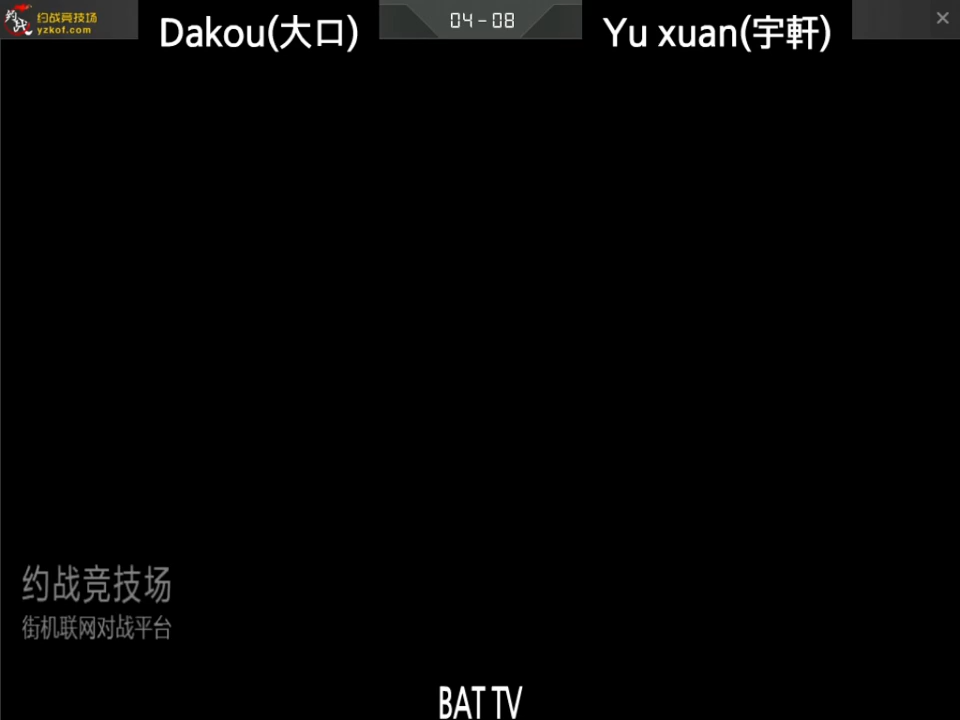 约战竞技场
yzkof.com
Dakou(大口)
04-08
Yu xuan(宇軒)
约战竞技场
街机联网对战平台
BAT TV